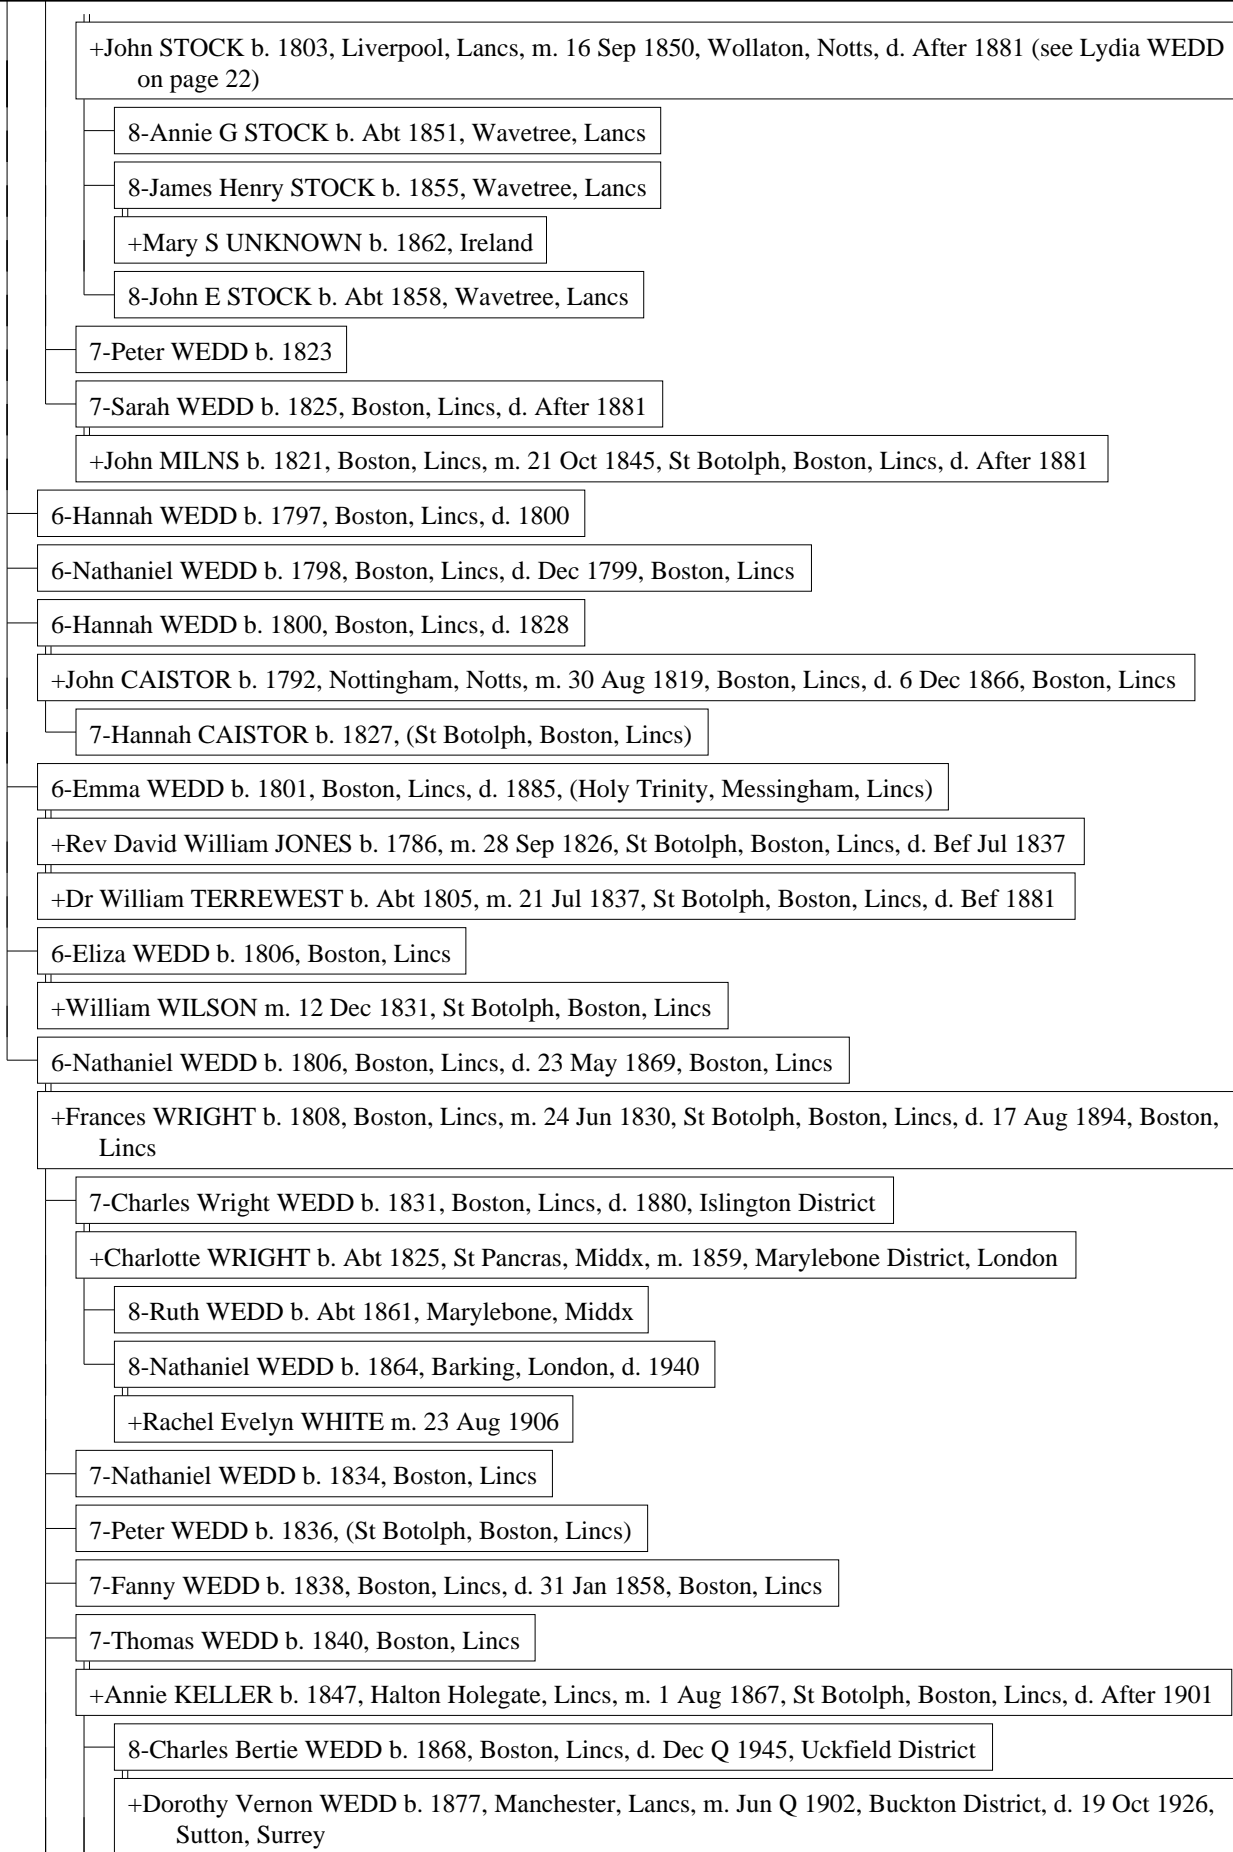 +John STOCK b. 1803, Liverpool, Lancs, m. 16 Sep 1850, Wollaton, Notts, d. After 1881 (see Lydia WEDD
on page 22)
8-Annie G STOCK b. Abt 1851, Wavetree, Lancs
8-James Henry STOCK b. 1855, Wavetree, Lancs
+Mary S UNKNOWN b. 1862, Ireland
8-John E STOCK b. Abt 1858, Wavetree, Lancs
7-Peter WEDD b. 1823
7-Sarah WEDD b. 1825, Boston, Lincs, d. After 1881
+John MILNS b. 1821, Boston, Lincs, m. 21 Oct 1845, St Botolph, Boston, Lincs, d. After 1881
6-Hannah WEDD b. 1797, Boston, Lincs, d. 1800
6-Nathaniel WEDD b. 1798, Boston, Lincs, d. Dec 1799, Boston, Lincs
6-Hannah WEDD b. 1800, Boston, Lincs, d. 1828
+John CAISTOR b. 1792, Nottingham, Notts, m. 30 Aug 1819, Boston, Lincs, d. 6 Dec 1866, Boston, Lincs
7-Hannah CAISTOR b. 1827, (St Botolph, Boston, Lincs)
6-Emma WEDD b. 1801, Boston, Lincs, d. 1885, (Holy Trinity, Messingham, Lincs)
+Rev David William JONES b. 1786, m. 28 Sep 1826, St Botolph, Boston, Lincs, d. Bef Jul 1837
+Dr William TERREWEST b. Abt 1805, m. 21 Jul 1837, St Botolph, Boston, Lincs, d. Bef 1881
6-Eliza WEDD b. 1806, Boston, Lincs
+William WILSON m. 12 Dec 1831, St Botolph, Boston, Lincs
6-Nathaniel WEDD b. 1806, Boston, Lincs, d. 23 May 1869, Boston, Lincs
+Frances WRIGHT b. 1808, Boston, Lincs, m. 24 Jun 1830, St Botolph, Boston, Lincs, d. 17 Aug 1894, Boston,
Lincs
7-Charles Wright WEDD b. 1831, Boston, Lincs, d. 1880, Islington District
+Charlotte WRIGHT b. Abt 1825, St Pancras, Middx, m. 1859, Marylebone District, London
8-Ruth WEDD b. Abt 1861, Marylebone, Middx
8-Nathaniel WEDD b. 1864, Barking, London, d. 1940
+Rachel Evelyn WHITE m. 23 Aug 1906
7-Nathaniel WEDD b. 1834, Boston, Lincs
7-Peter WEDD b. 1836, (St Botolph, Boston, Lincs)
7-Fanny WEDD b. 1838, Boston, Lincs, d. 31 Jan 1858, Boston, Lincs
7-Thomas WEDD b. 1840, Boston, Lincs
+Annie KELLER b. 1847, Halton Holegate, Lincs, m. 1 Aug 1867, St Botolph, Boston, Lincs, d. After 1901
8-Charles Bertie WEDD b. 1868, Boston, Lincs, d. Dec Q 1945, Uckfield District
+Dorothy Vernon WEDD b. 1877, Manchester, Lancs, m. Jun Q 1902, Buckton District, d. 19 Oct 1926,
Sutton, Surrey